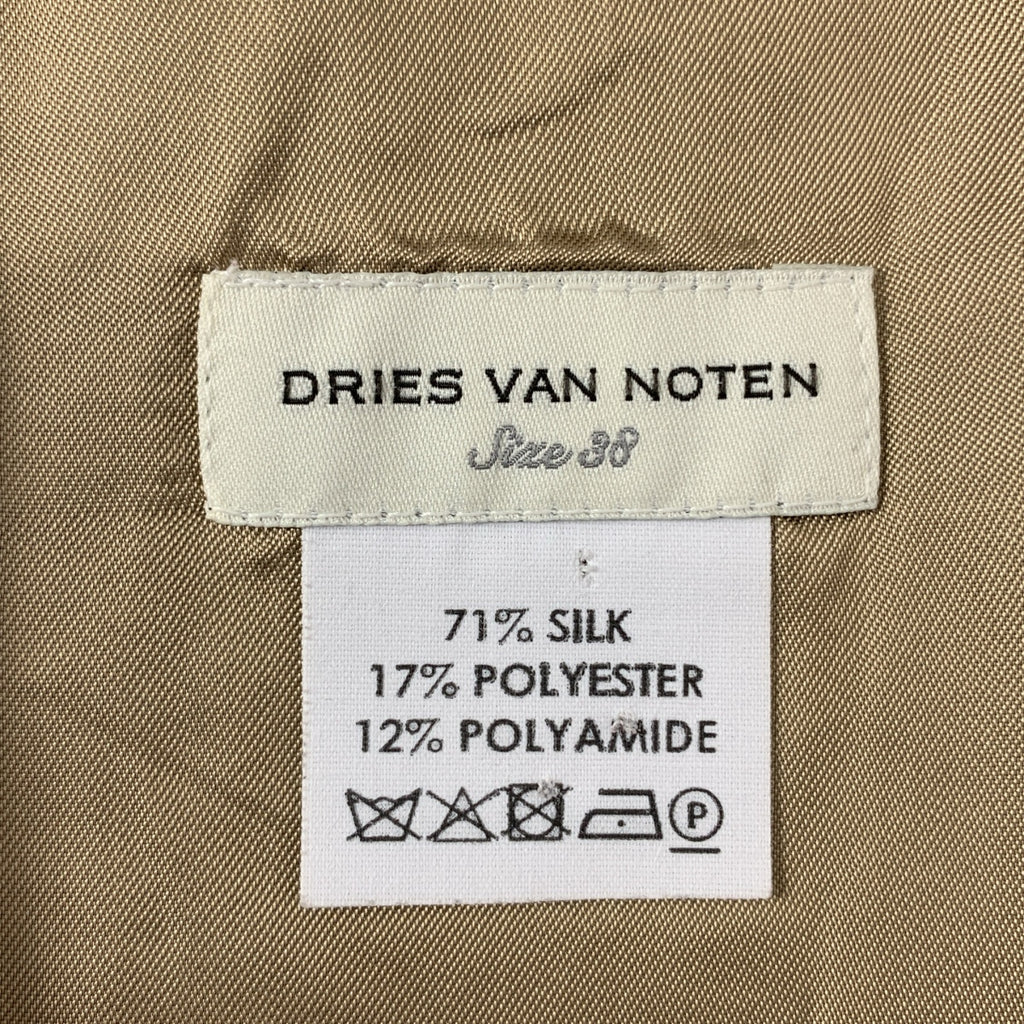 DRIES VAN NOTEN
Size 38
71% SILK
17% POLYESTER
12% POLYAMIDE
P